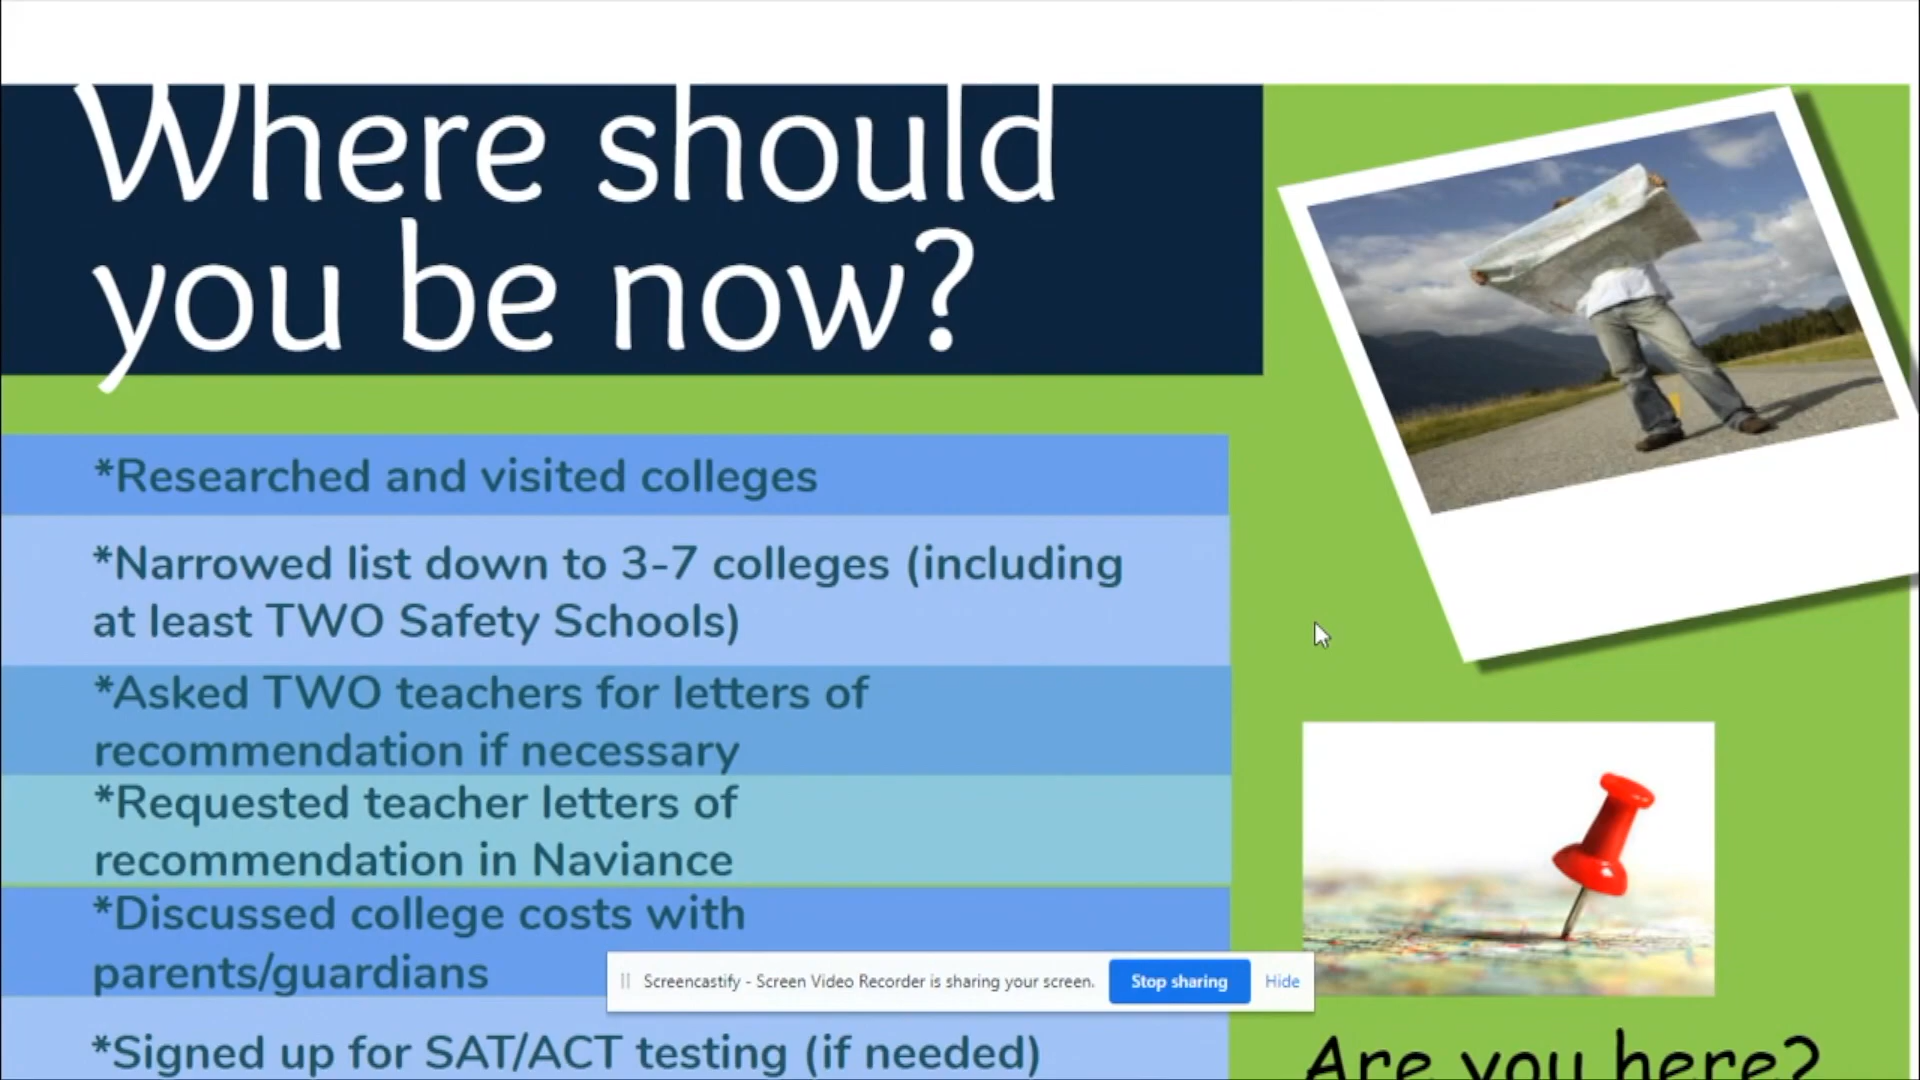 Where should
you be now?
*Researched and visited colleges
*Narrowed list down to 3-7 colleges (including
at least TWO Safety Schools)
*Asked TWO teachers for letters of
recommendation if necessary
*Requested teacher letters of
recommendation in Naviance
*Discussed college costs with
parents/guardians
*Signed up for SAT/ACT testing (if needed)
Screencastify - Screen Video Recorder is sharing your screen.
Stop sharing
Hide
Are you here?